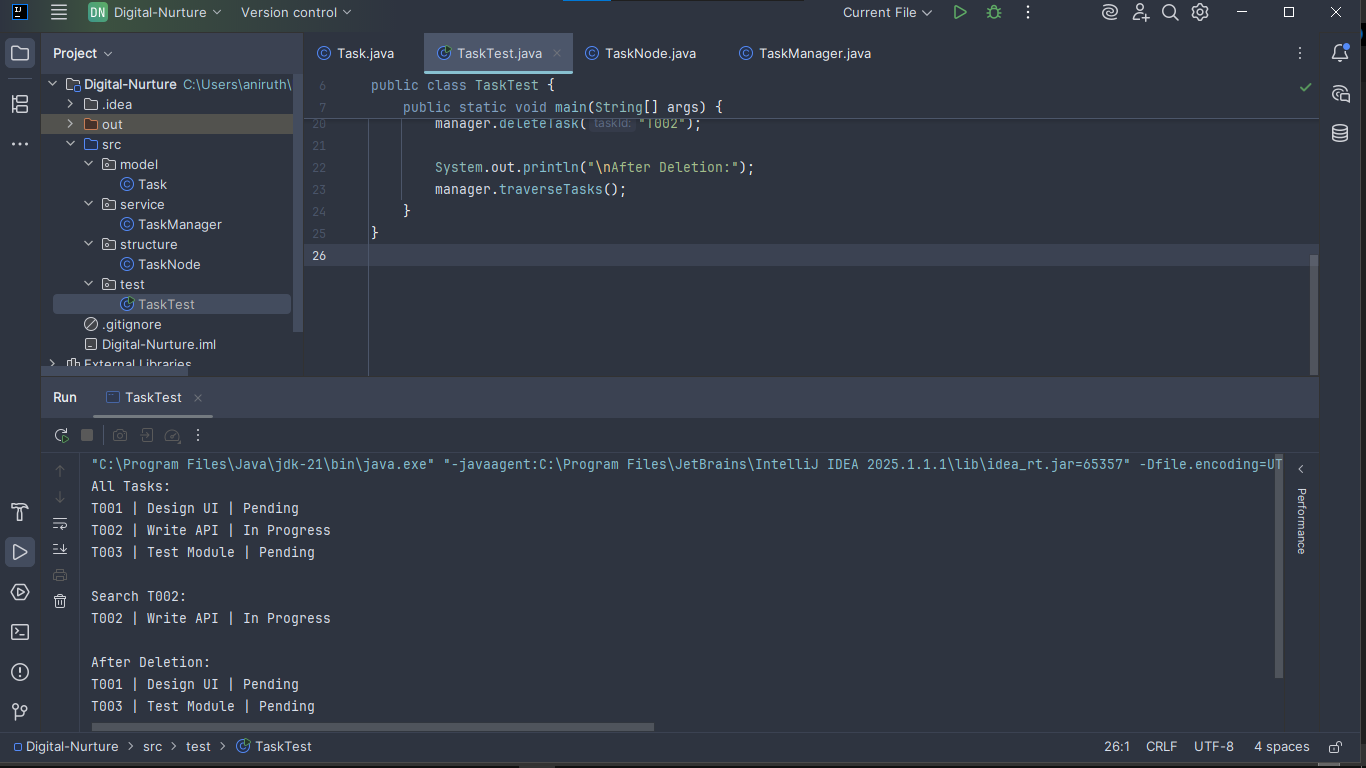 DN Digital-Nurture Version control Current File
Project
Task.java TaskTest.java TaskNode.java TaskManager.java
Digital-Nurture C:\Users\aniruth\
.idea
out
src
model
Task
service
TaskManager
structure
TaskNode
test
TaskTest
.gitignore
Digital-Nurture.iml
External Libraries
6 public class TaskTest {
7 public static void main(String[] args) {
20 manager.deleteTask( taskId: "T002");
21
22 System.out.println("\nAfter Deletion:");
23 manager.traverseTasks();
24 }
25 }
26
Run TaskTest
"C:\Program Files\Java\jdk-21\bin\java.exe" "-javaagent:C:\Program Files\JetBrains\IntelliJ IDEA 2025.1.1.1\lib\idea_rt.jar=65357" -Dfile.encoding=UT
All Tasks:
T001 | Design UI | Pending
T002 | Write API | In Progress
T003 | Test Module | Pending
Search T002:
T002 | Write API | In Progress
After Deletion:
T001 | Design UI | Pending
T003 | Test Module | Pending
Performance
Digital-Nurture > src > test > TaskTest 26:1 CRLF UTF-8 4 spaces